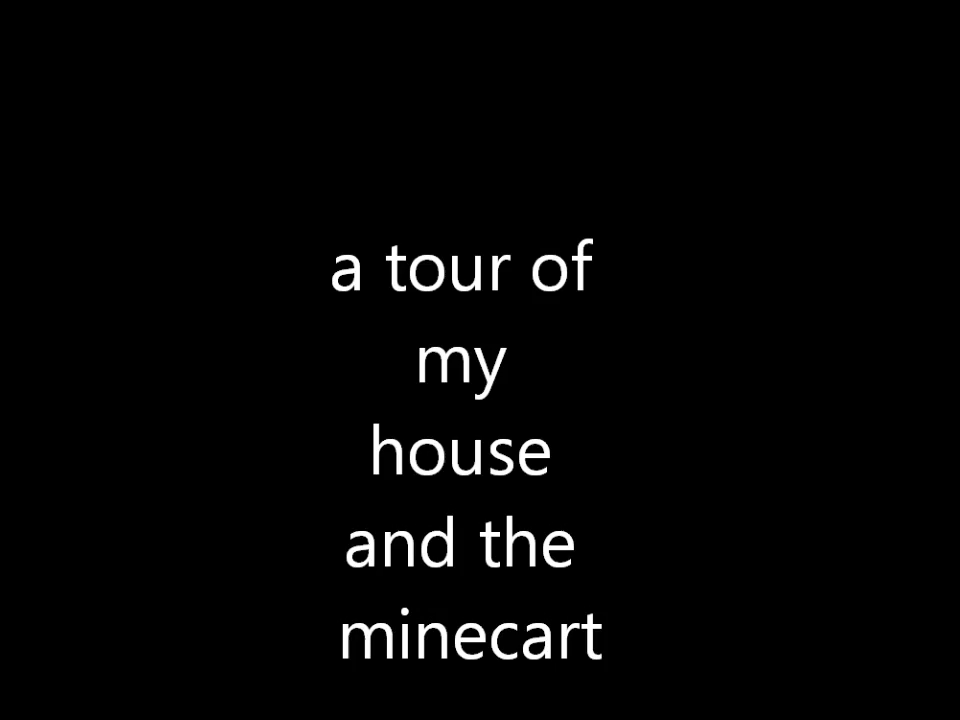 a tour of
my
house
and the
minecart